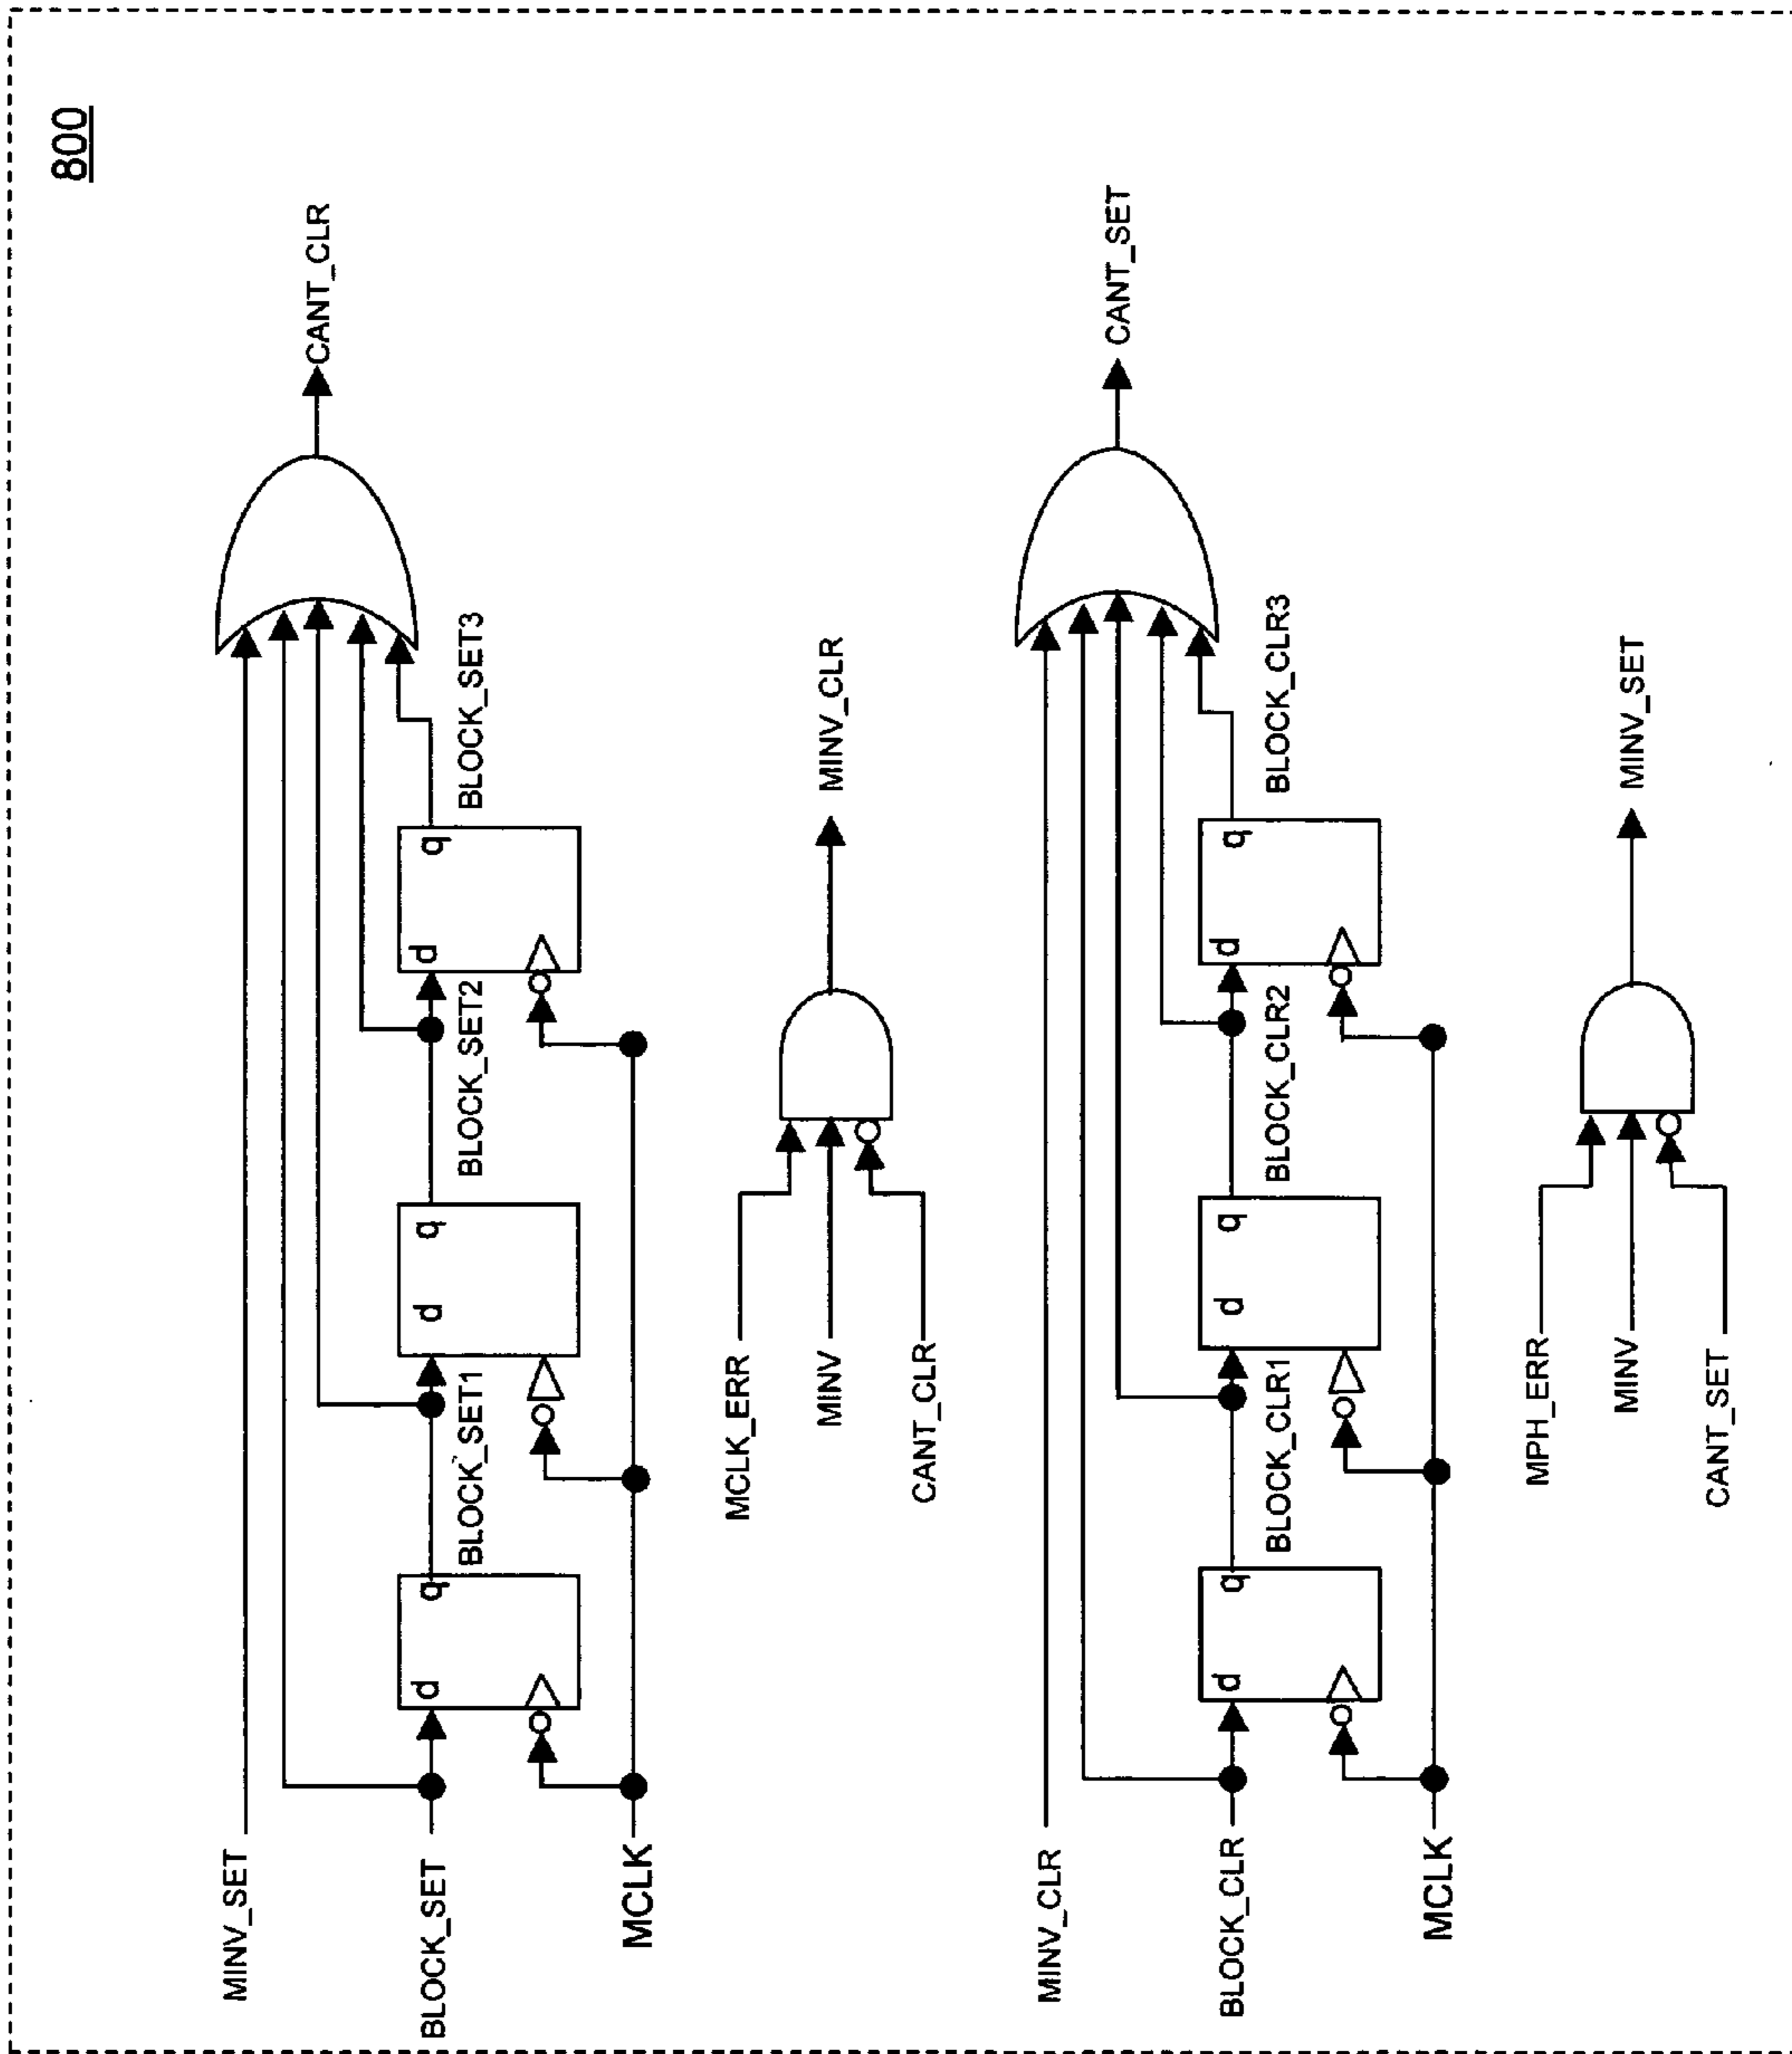 800
MINV_SET
CANT_CLR
BLOCK_SET
d
q
BLOCK_SET1
d
q
BLOCK_SET2
d
q
BLOCK_SET3
MCLK
MCLK_ERR
MINV
CANT_CLR
MINV_CLR
MINV_CLR
CANT_SET
BLOCK_CLR
d
q
BLOCK_CLR1
d
q
BLOCK_CLR2
d
q
BLOCK_CLR3
MCLK
MPH_ERR
MINV
CANT_SET
MINV_SET